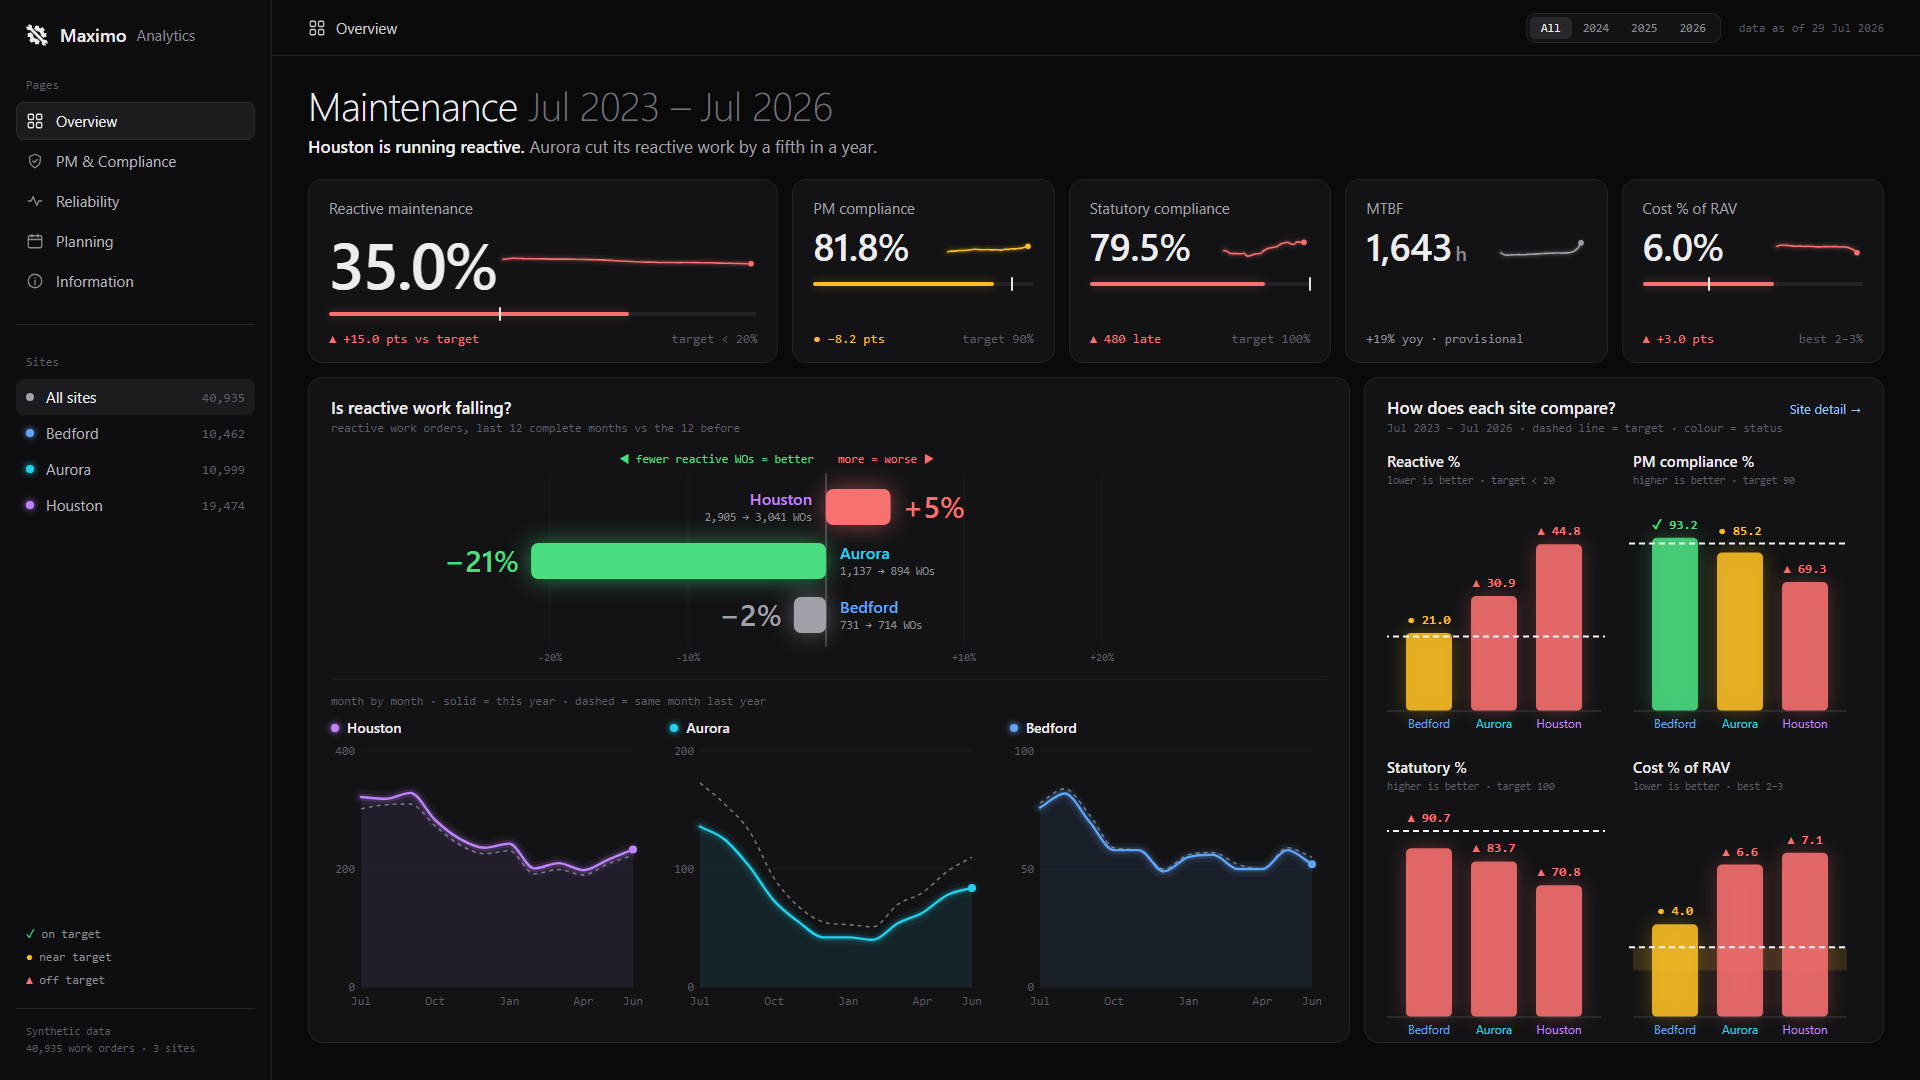 Maximo Analytics
Pages
Overview
PM & Compliance
Reliability
Planning
Information
Sites
All sites 40,935
Bedford 10,462
Aurora 10,999
Houston 19,474
✓ on target
● near target
▲ off target
Synthetic data
40,935 work orders · 3 sites
Overview
All 2024 2025 2026 data as of 29 Jul 2026
Maintenance Jul 2023 – Jul 2026
Houston is running reactive. Aurora cut its reactive work by a fifth in a year.
Reactive maintenance
35.0%
▲ +15.0 pts vs target target < 20%
PM compliance
81.8%
● −8.2 pts target 90%
Statutory compliance
79.5%
▲ 480 late target 100%
MTBF
1,643 h
+19% yoy · provisional
Cost % of RAV
6.0%
▲ +3.0 pts best 2–3%
Is reactive work falling?
reactive work orders, last 12 complete months vs the 12 before
◀ fewer reactive WOs = better more = worse ▶
Houston
2,905 → 3,041 WOs
+5%
−21%
Aurora
1,137 → 894 WOs
−2%
Bedford
731 → 714 WOs
-20% -10% +10% +20%
month by month · solid = this year · dashed = same month last year
Houston
400
200
0
Jul Oct Jan Apr Jun
Aurora
200
100
0
Jul Oct Jan Apr Jun
Bedford
100
50
0
Jul Oct Jan Apr Jun
How does each site compare? Site detail →
Jul 2023 – Jul 2026 · dashed line = target · colour = status
Reactive %
lower is better · target < 20
● 21.0
▲ 30.9
▲ 44.8
Bedford Aurora Houston
PM compliance %
higher is better · target 90
✓ 93.2
● 85.2
▲ 69.3
Bedford Aurora Houston
Statutory %
higher is better · target 100
▲ 90.7
▲ 83.7
▲ 70.8
Bedford Aurora Houston
Cost % of RAV
lower is better · best 2–3
● 4.0
▲ 6.6
▲ 7.1
Bedford Aurora Houston